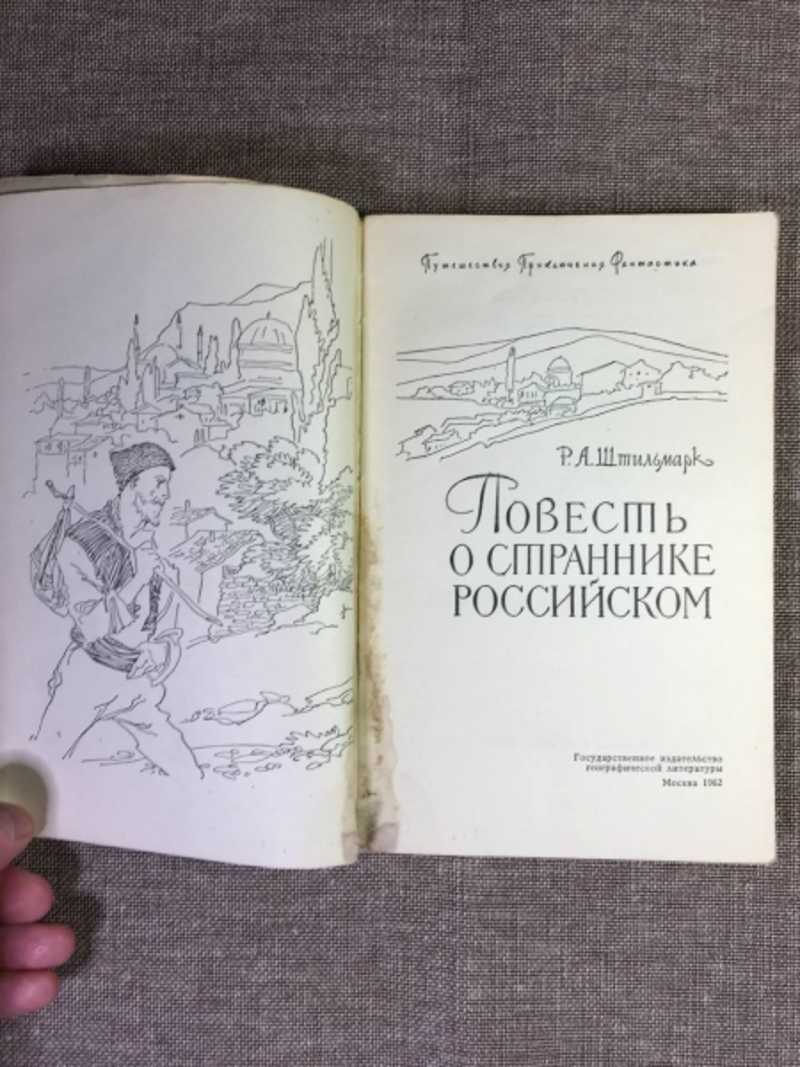 Путешествия Приключения Фантастика
Р. А. Штильмарк
Повесть
о страннике
российском
Государственное издательство
географической литературы
Москва 1962